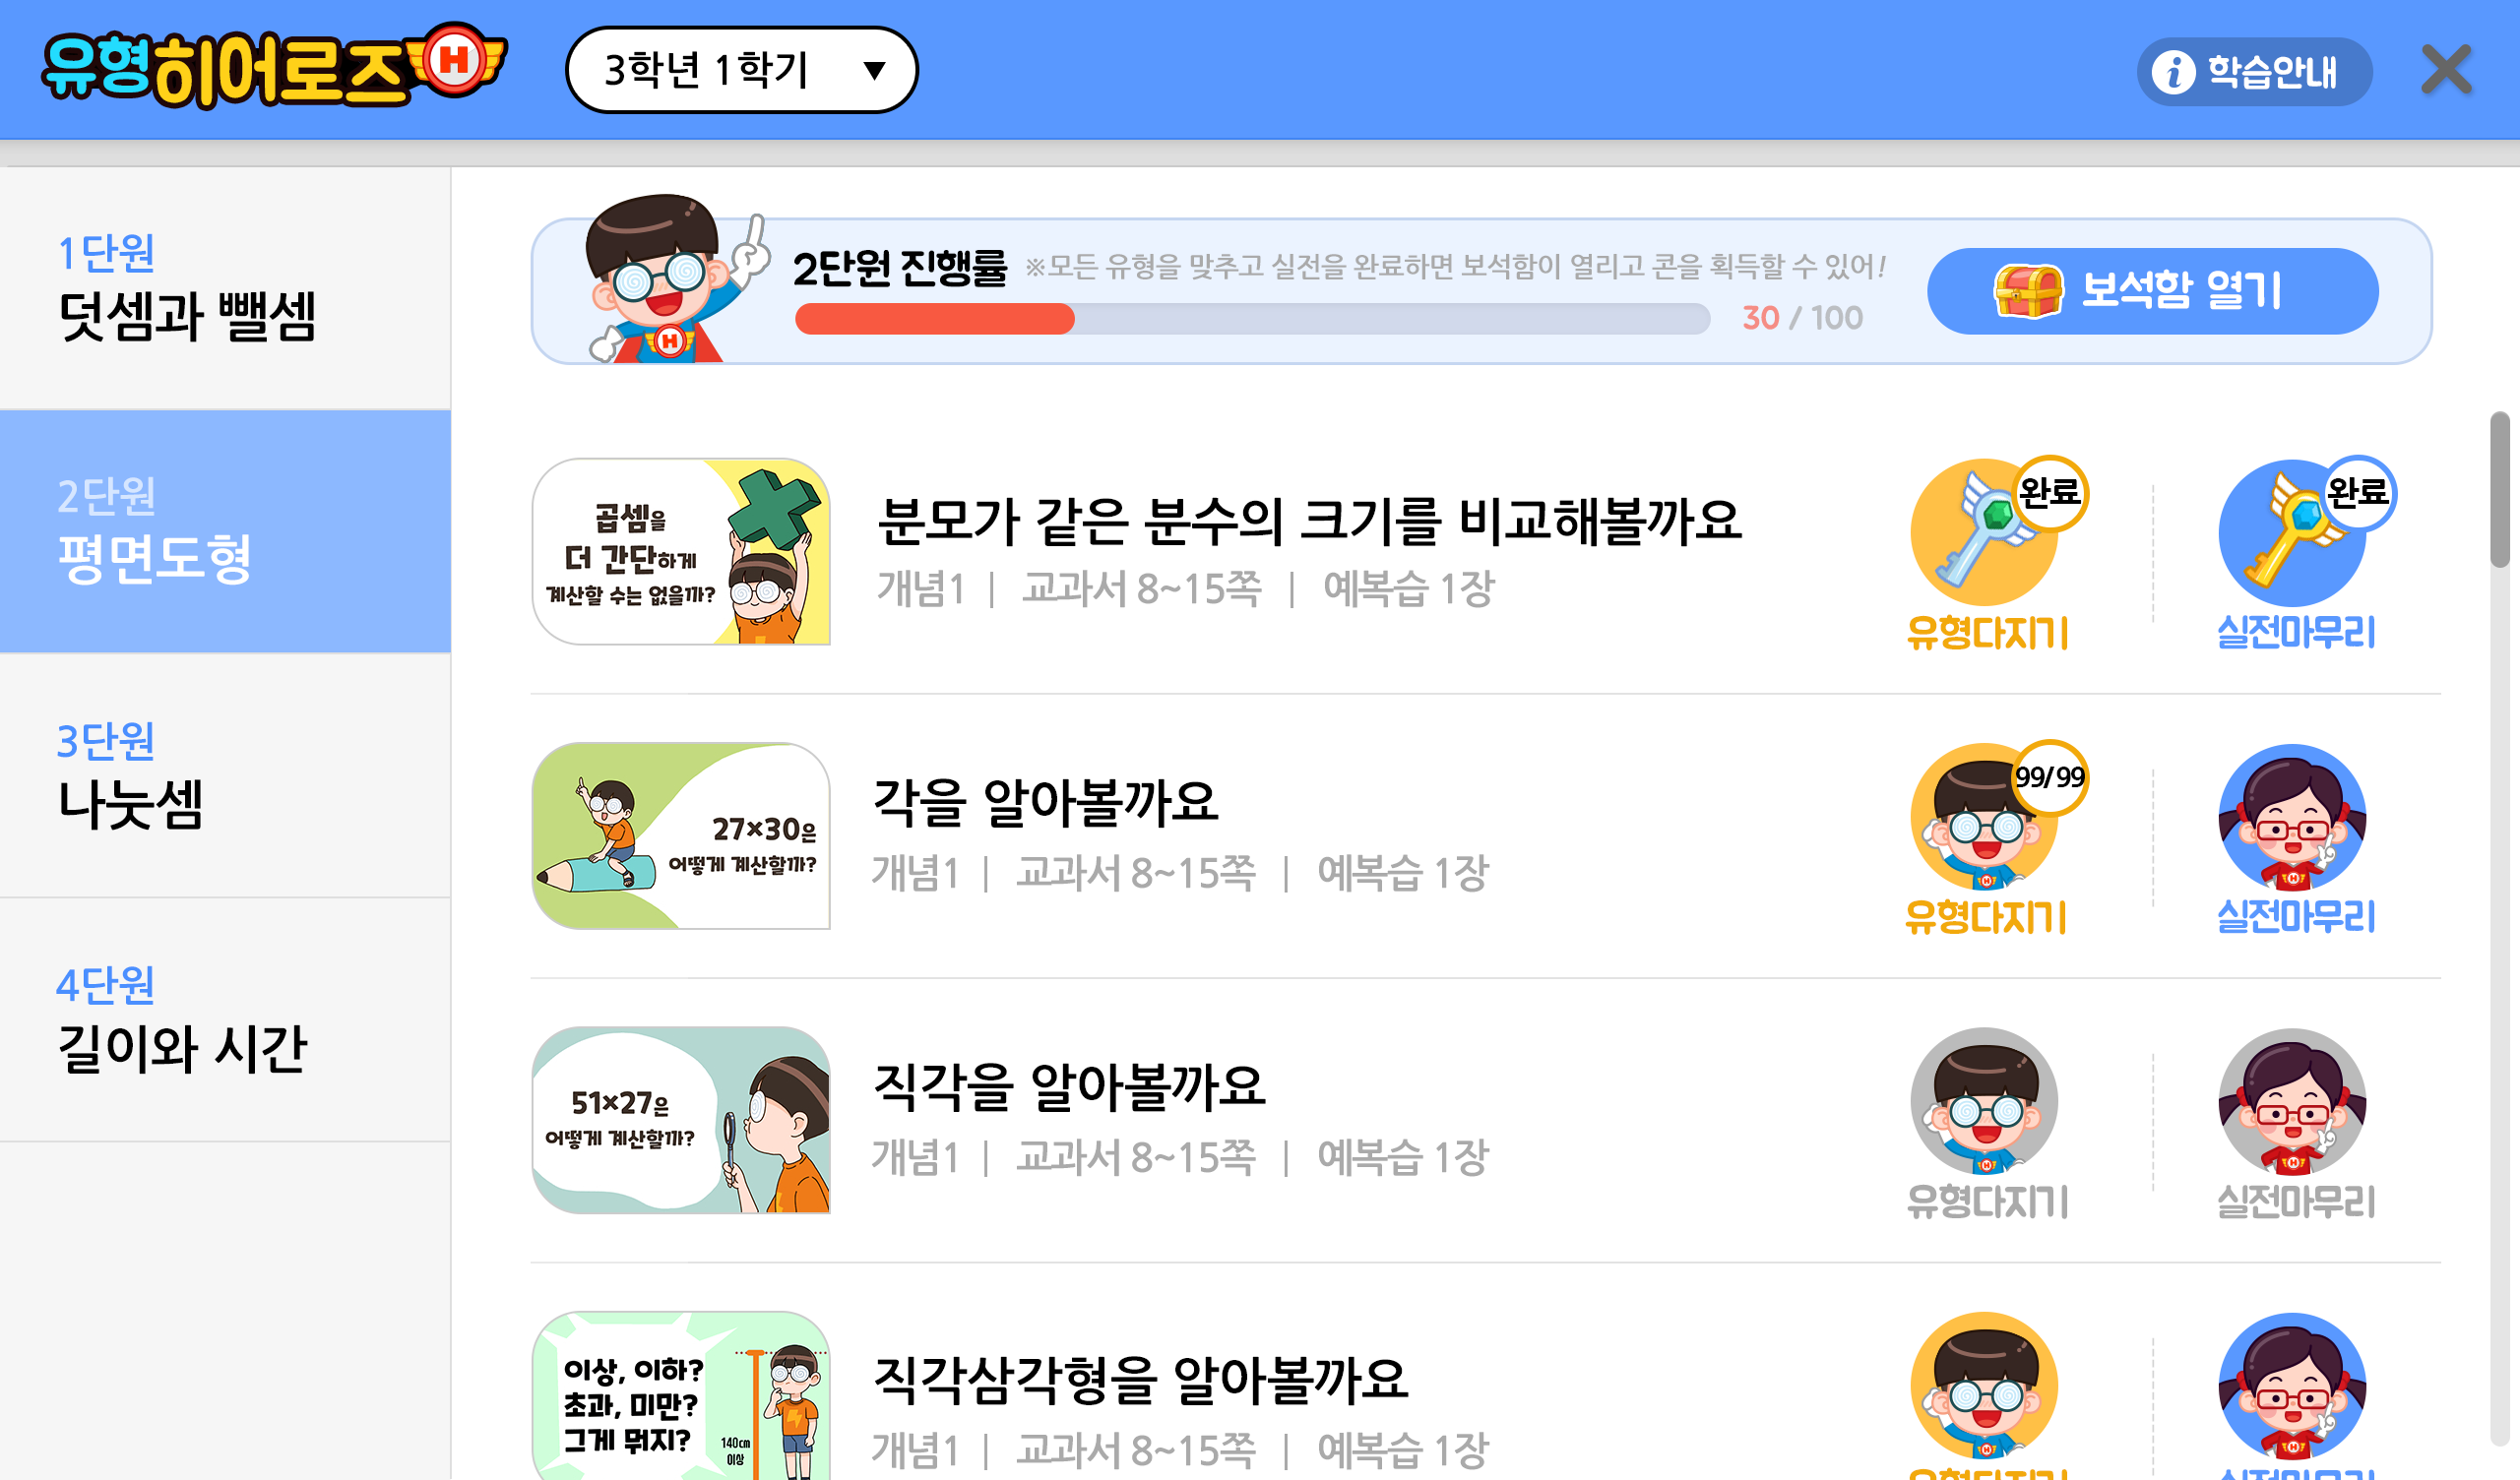 유형히어로즈 H
3학년 1학기 ▼
i 학습안내
1단원
덧셈과 뺄셈
2단원
평면도형
3단원
나눗셈
4단원
길이와 시간
2단원 진행률 ※모든 유형을 맞추고 실전을 완료하면 보석함이 열리고 콘을 획득할 수 있어!
30 / 100
보석함 열기
곱셈을
더 간단하게
계산할 수는 없을까?
분모가 같은 분수의 크기를 비교해볼까요
개념1 | 교과서 8~15쪽 | 예복습 1장
완료
유형다지기
완료
실전마무리
27×30은
어떻게 계산할까?
각을 알아볼까요
개념1 | 교과서 8~15쪽 | 예복습 1장
99/99
유형다지기
실전마무리
51×27은
어떻게 계산할까?
직각을 알아볼까요
개념1 | 교과서 8~15쪽 | 예복습 1장
유형다지기
실전마무리
이상, 이하?
초과, 미만?
그게 뭐지?
140cm
이상
직각삼각형을 알아볼까요
개념1 | 교과서 8~15쪽 | 예복습 1장
유형다지기
실전마무리